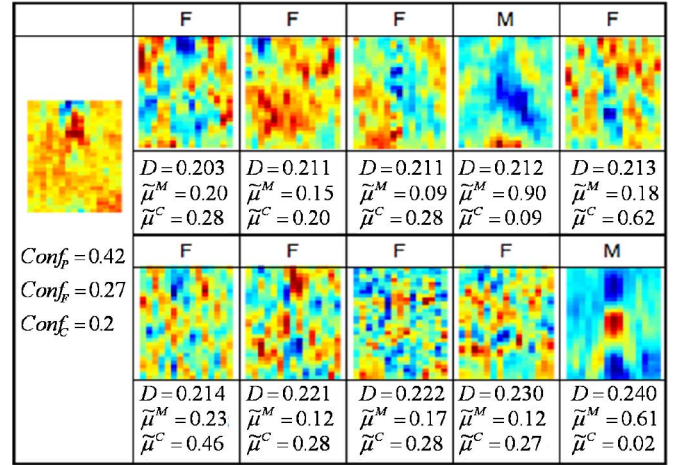 F F F M F
D=0.203 D=0.211 D=0.211 D=0.212 D=0.213
μ̃^M=0.20 μ̃^M=0.15 μ̃^M=0.09 μ̃^M=0.90 μ̃^M=0.18
μ̃^C=0.28 μ̃^C=0.20 μ̃^C=0.28 μ̃^C=0.09 μ̃^C=0.62
Conf_P=0.42
Conf_F=0.27
Conf_C=0.2
F F F F M
D=0.214 D=0.221 D=0.222 D=0.230 D=0.240
μ̃^M=0.23 μ̃^M=0.12 μ̃^M=0.17 μ̃^M=0.12 μ̃^M=0.61
μ̃^C=0.46 μ̃^C=0.28 μ̃^C=0.28 μ̃^C=0.27 μ̃^C=0.02